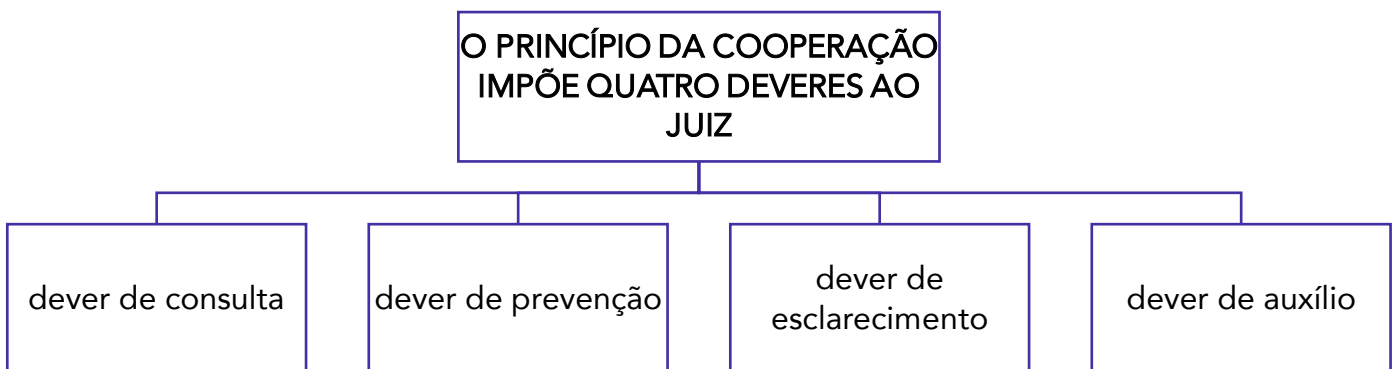 O PRINCÍPIO DA COOPERAÇÃO
IMPÕE QUATRO DEVERES AO
JUIZ
dever de consulta
dever de prevenção
dever de
esclarecimento
dever de auxílio